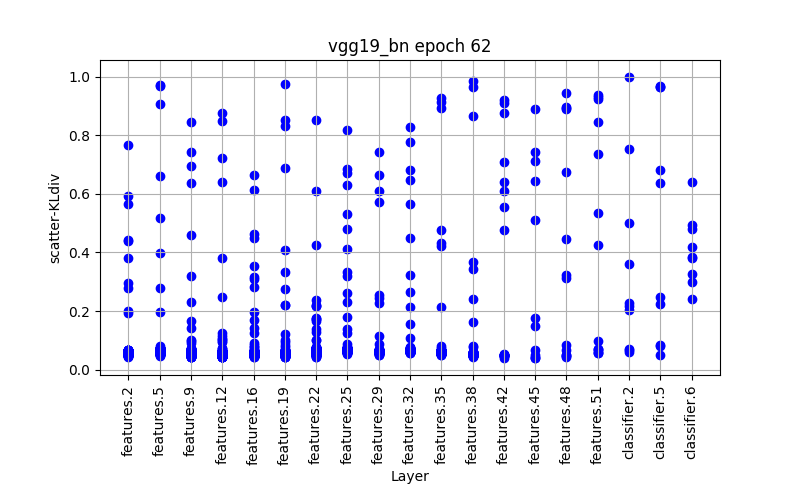 vgg19_bn epoch 62
scatter-KLdiv
1.0
0.8
0.6
0.4
0.2
0.0
features.2
features.5
features.9
features.12
features.16
features.19
features.22
features.25
features.29
features.32
features.35
features.38
features.42
features.45
features.48
features.51
classifier.2
classifier.5
classifier.6
Layer